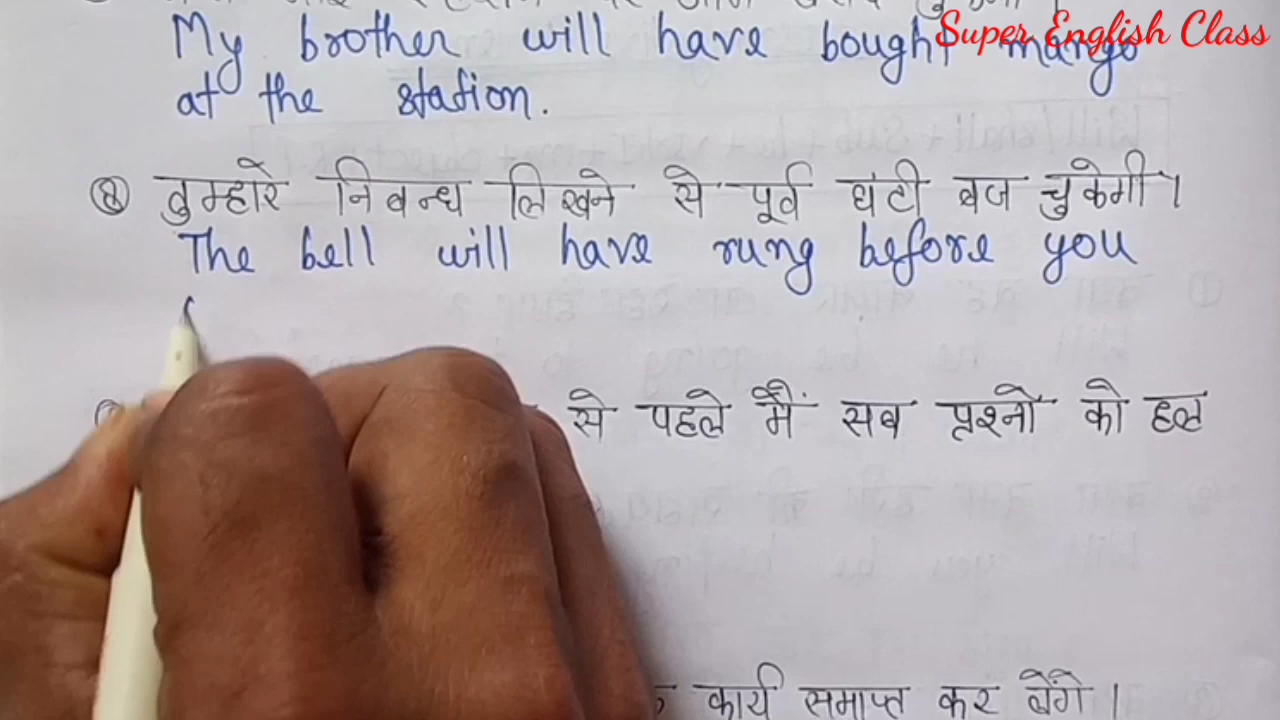 Super English Class
My brother will have bought mango
at the station.
④ तुम्हारे निबन्ध लिखने से पूर्व घंटी बज चुकेगी।
The bell will have rung before you
से पहले मैं सब प्रश्नों को हल
कार्य समाप्त कर लेंगे।